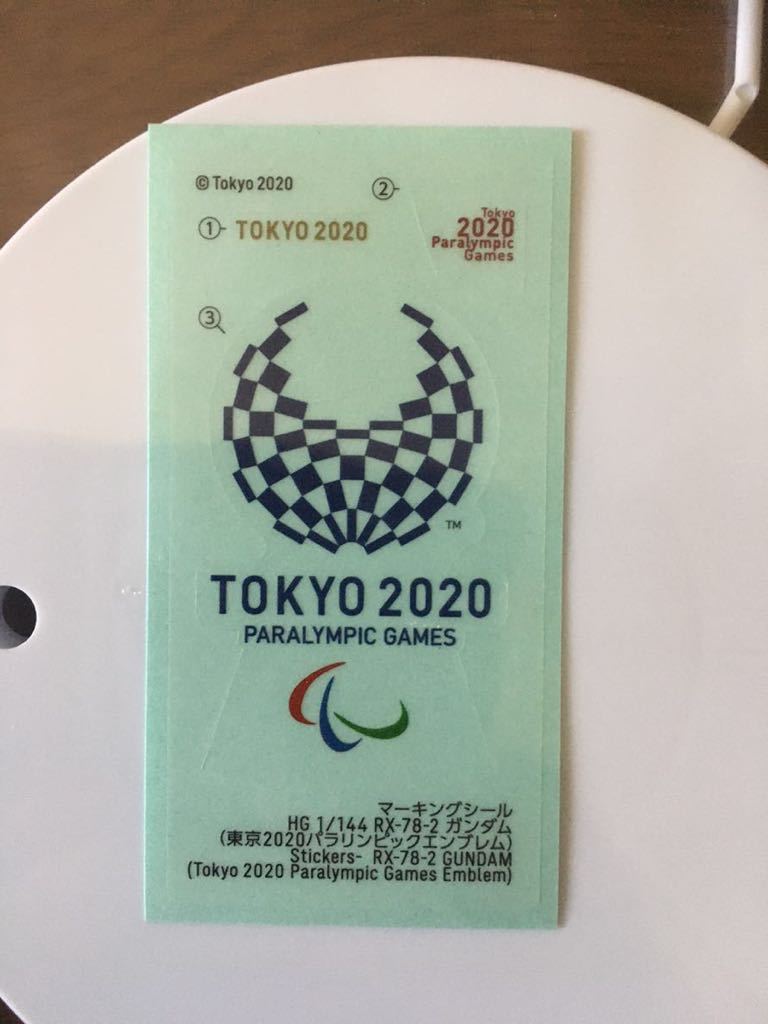 © Tokyo 2020
②
① TOKYO 2020
Tokyo
2020
Paralympic
Games
③
TM
TOKYO 2020
PARALYMPIC GAMES
マーキングシール
HG 1/144 RX-78-2 ガンダム
(東京2020パラリンピックエンブレム)
Stickers- RX-78-2 GUNDAM
(Tokyo 2020 Paralympic Games Emblem)